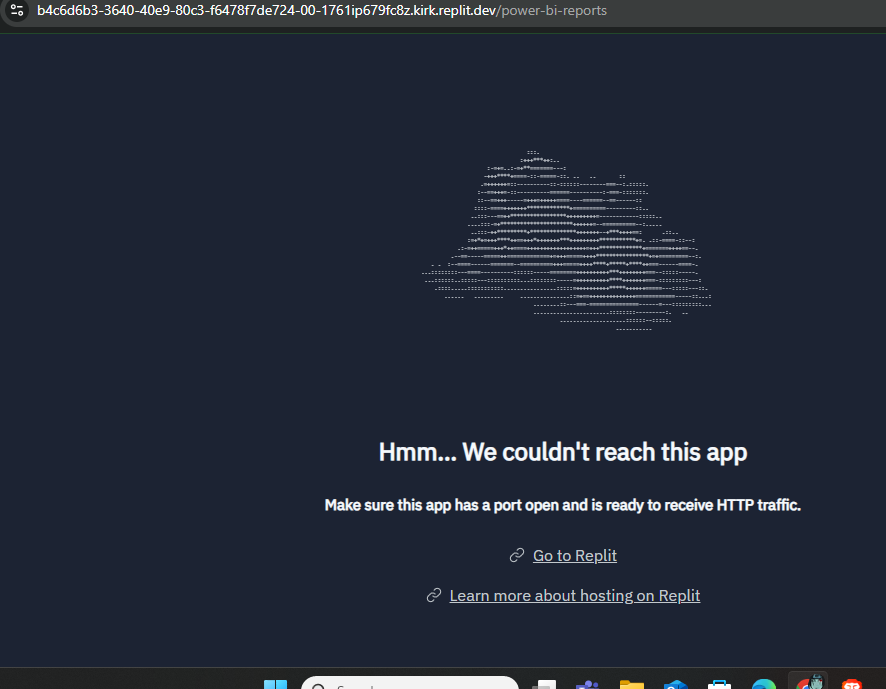 b4c6d6b3-3640-40e9-80c3-f6478f7de724-00-1761ip679fc8z.kirk.replit.dev/power-bi-reports
Hmm... We couldn't reach this app
Make sure this app has a port open and is ready to receive HTTP traffic.
Go to Replit
Learn more about hosting on Replit